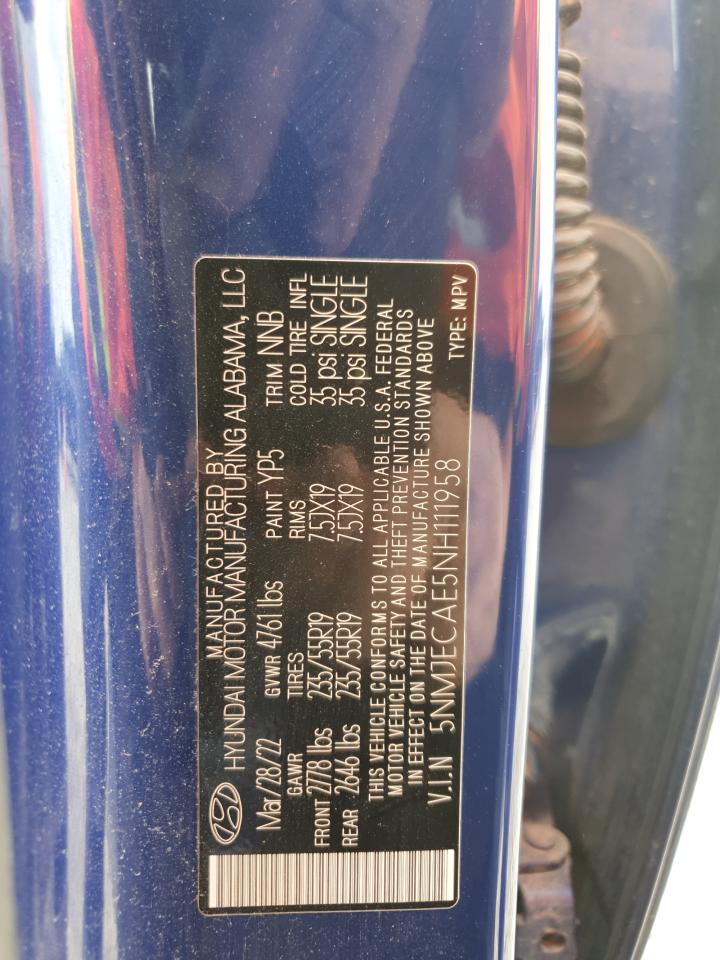 MANUFACTURED BY
HYUNDAI MOTOR MANUFACTURING ALABAMA, LLC
Mar/28/22 GVWR 4761 lbs PAINT YP5 TRIM NNB
GAWR TIRES RIMS COLD TIRE INFL
FRONT 2778 lbs 235/55R19 7.5JX19 35 psi SINGLE
REAR 2646 lbs 235/55R19 7.5JX19 35 psi SINGLE
THIS VEHICLE CONFORMS TO ALL APPLICABLE U.S.A. FEDERAL
MOTOR VEHICLE SAFETY AND THEFT PREVENTION STANDARDS
IN EFFECT ON THE DATE OF MANUFACTURE SHOWN ABOVE
V.I.N 5NMJECAE5NH111958 TYPE: MPV